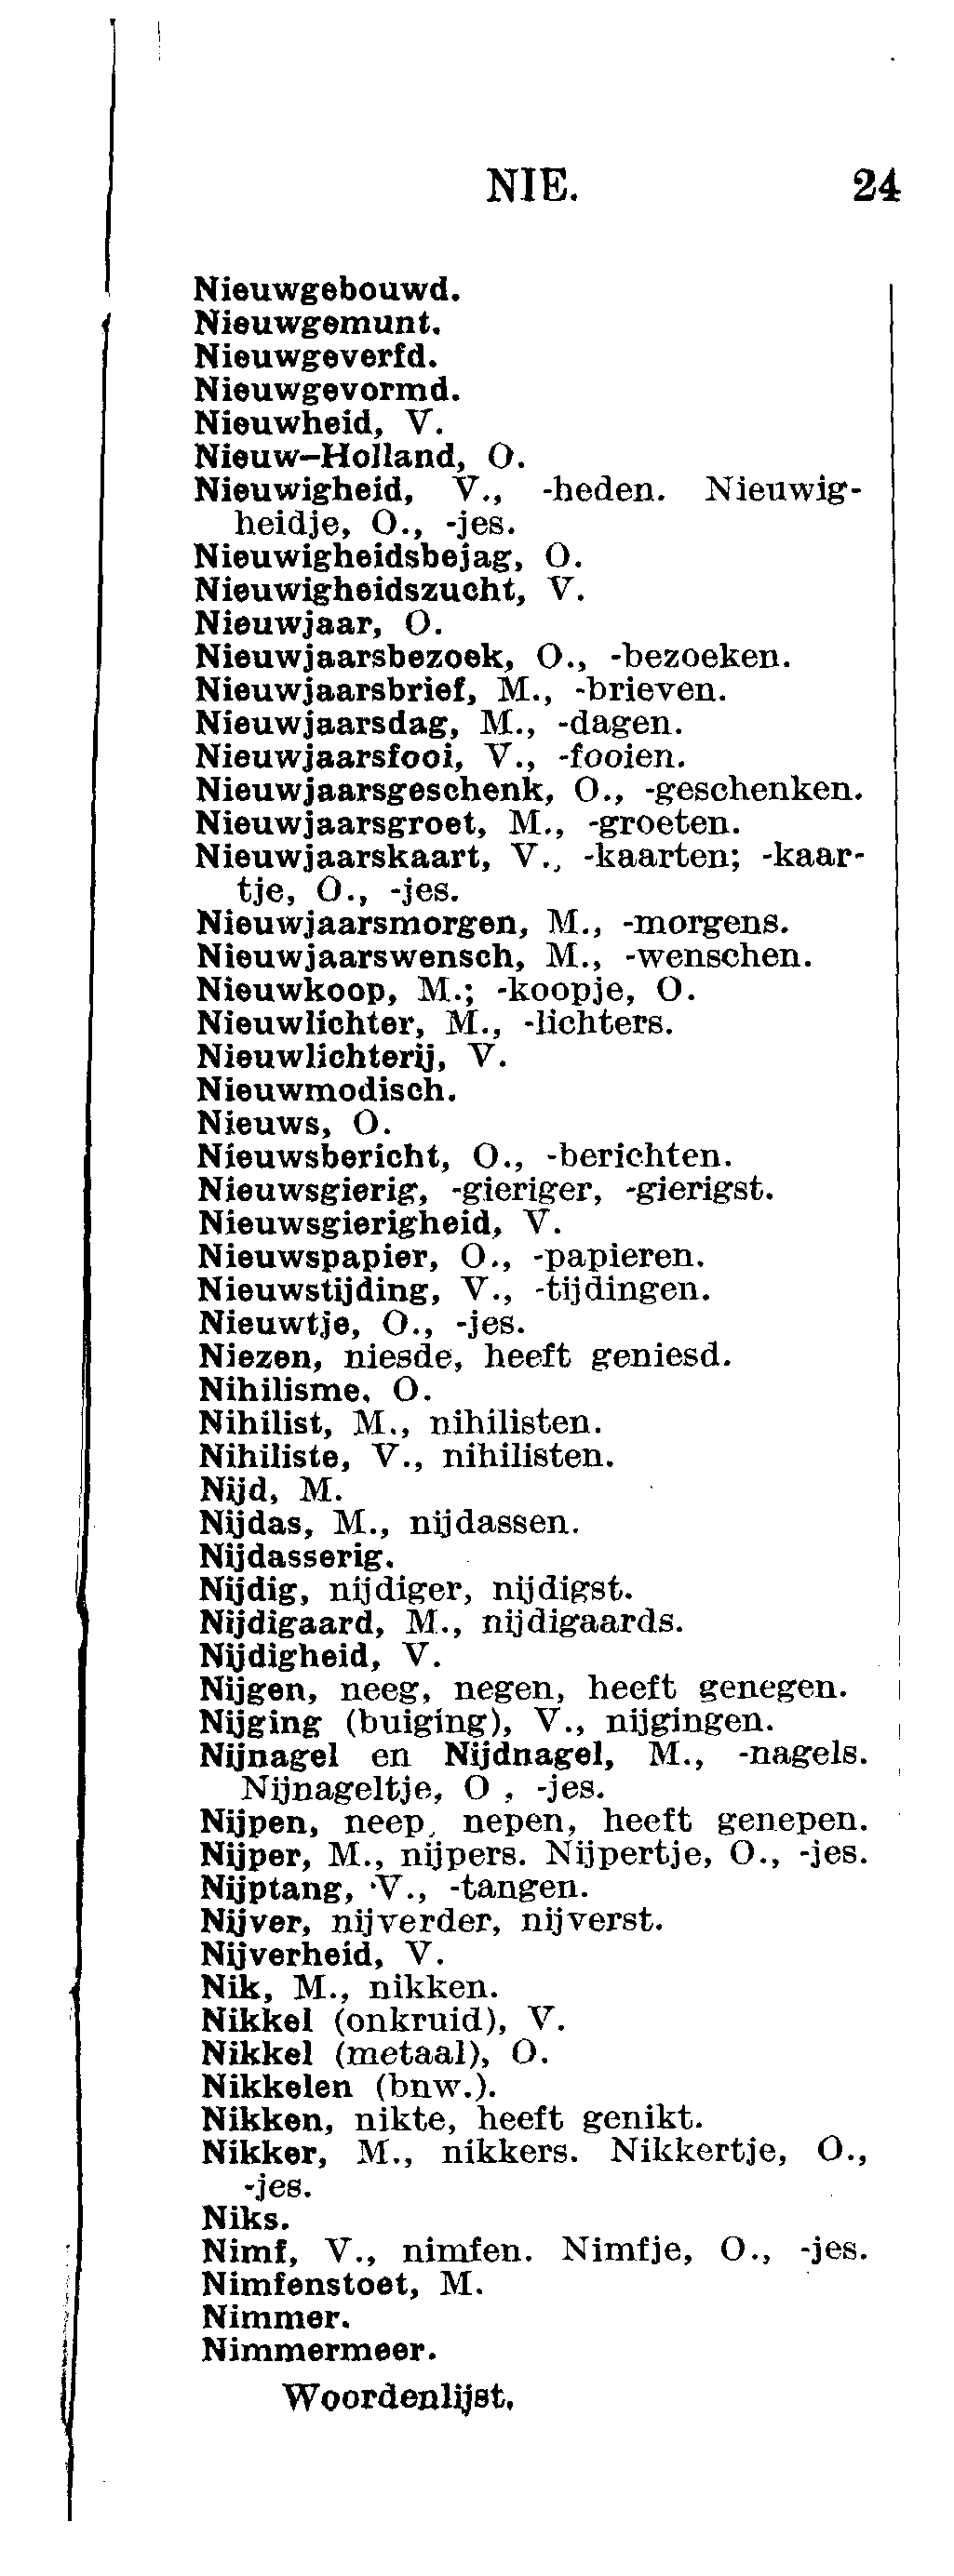 NIE. 24
Nieuwgebouwd.
Nieuwgemunt.
Nieuwgeverfd.
Nieuwgevormd.
Nieuwheid, V.
Nieuw-Holland, O.
Nieuwigheid, V., -heden. Nieuwig-
heidje, O., -jes.
Nieuwigheidsbejag, O.
Nieuwigheidszucht, V.
Nieuwjaar, O.
Nieuwjaarsbezoek, O., -bezoeken.
Nieuwjaarsbrief, M., -brieven.
Nieuwjaarsdag, M., -dagen.
Nieuwjaarsfooi, V., -fooien.
Nieuwjaarsgeschenk, O., -geschenken.
Nieuwjaarsgroet, M., -groeten.
Nieuwjaarskaart, V., -kaarten; -kaar-
tje, O., -jes.
Nieuwjaarsmorgen, M., -morgens.
Nieuwjaarswensch, M., -wenschen.
Nieuwkoop, M.; -koopje, O.
Nieuwlichter, M., -lichters.
Nieuwlichterij, V.
Nieuwmodisch.
Nieuws, O.
Nieuwsbericht, O., -berichten.
Nieuwsgierig, -gieriger, -gierigst.
Nieuwsgierigheid, V.
Nieuwspapier, O., -papieren.
Nieuwstijding, V., -tijdingen.
Nieuwtje, O., -jes.
Niezen, niesde, heeft geniesd.
Nihilisme, O.
Nihilist, M., nihilisten.
Nihiliste, V., nihilisten.
Nijd, M.
Nijdas, M., nijdassen.
Nijdasserig.
Nijdig, nijdiger, nijdigst.
Nijdigaard, M., nijdigaards.
Nijdigheid, V.
Nijgen, neeg, negen, heeft genegen.
Nijging (buiging), V., nijgingen.
Nijnagel en Nijdnagel, M., -nagels.
Nijnageltje, O , -jes.
Nijpen, neep, nepen, heeft genepen.
Nijper, M., nijpers. Nijpertje, O., -jes.
Nijptang, V., -tangen.
Nijver, nijverder, nijverst.
Nijverheid, V.
Nik, M., nikken.
Nikkel (onkruid), V.
Nikkel (metaal), O.
Nikkelen (bnw.).
Nikken, nikte, heeft genikt.
Nikker, M., nikkers. Nikkertje, O.,
-jes.
Niks.
Nimf, V., nimfen. Nimfje, O., -jes.
Nimfenstoet, M.
Nimmer.
Nimmermeer.
Woordenlijst.